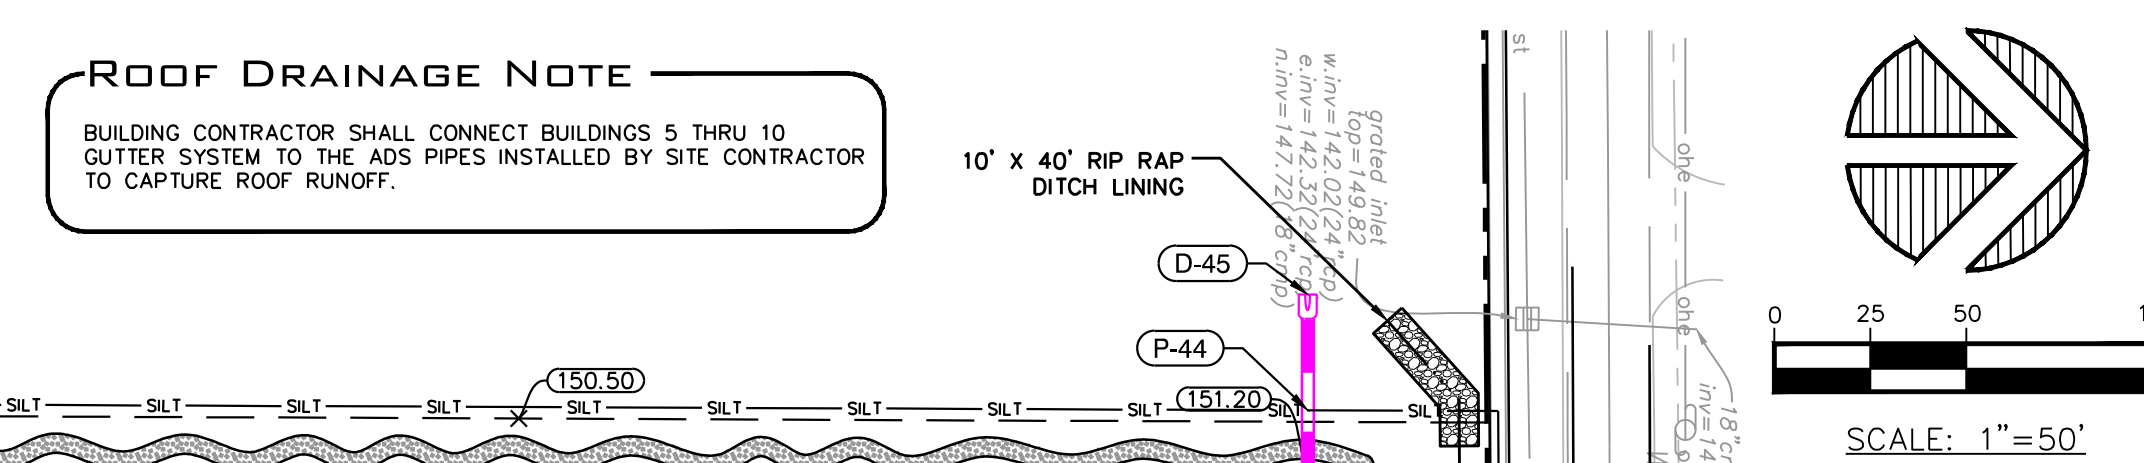 ROOF DRAINAGE NOTE
BUILDING CONTRACTOR SHALL CONNECT BUILDINGS 5 THRU 10
GUTTER SYSTEM TO THE ADS PIPES INSTALLED BY SITE CONTRACTOR
TO CAPTURE ROOF RUNOFF.
10' X 40' RIP RAP
DITCH LINING
grated inlet
top=149.82
w.inv=142.02(24" rcp)
e.inv=142.32(24" rcp)
n.inv=147.72(18" cmp)
st
ohe
ohe
D-45
P-44
150.50
151.20
SILT SILT SILT SILT SILT SILT SILT SILT SILT SILT SILT
18"
inv=14
0 25 50
SCALE: 1"=50'